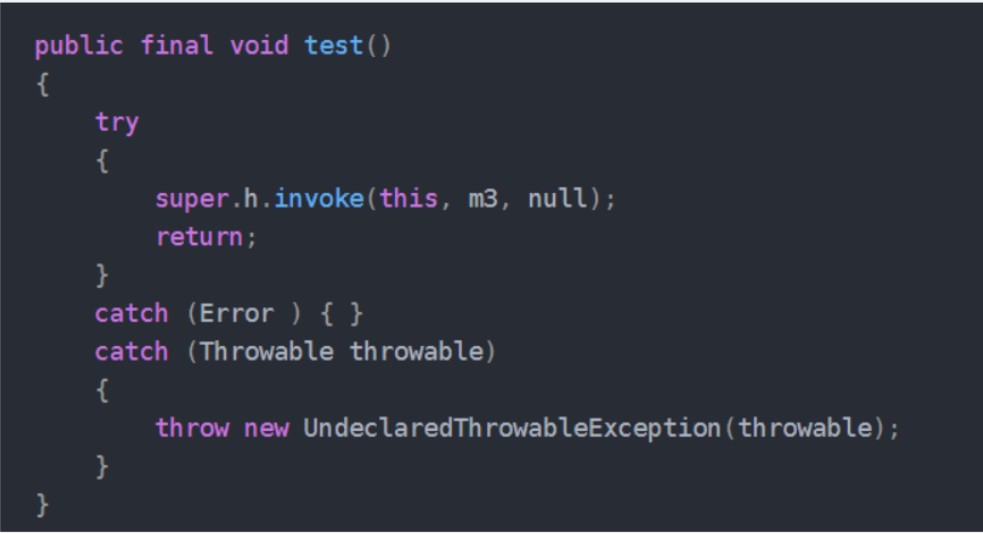 public final void test()
{
    try
    {
        super.h.invoke(this, m3, null);
        return;
    }
    catch (Error ) { }
    catch (Throwable throwable)
    {
        throw new UndeclaredThrowableException(throwable);
    }
}